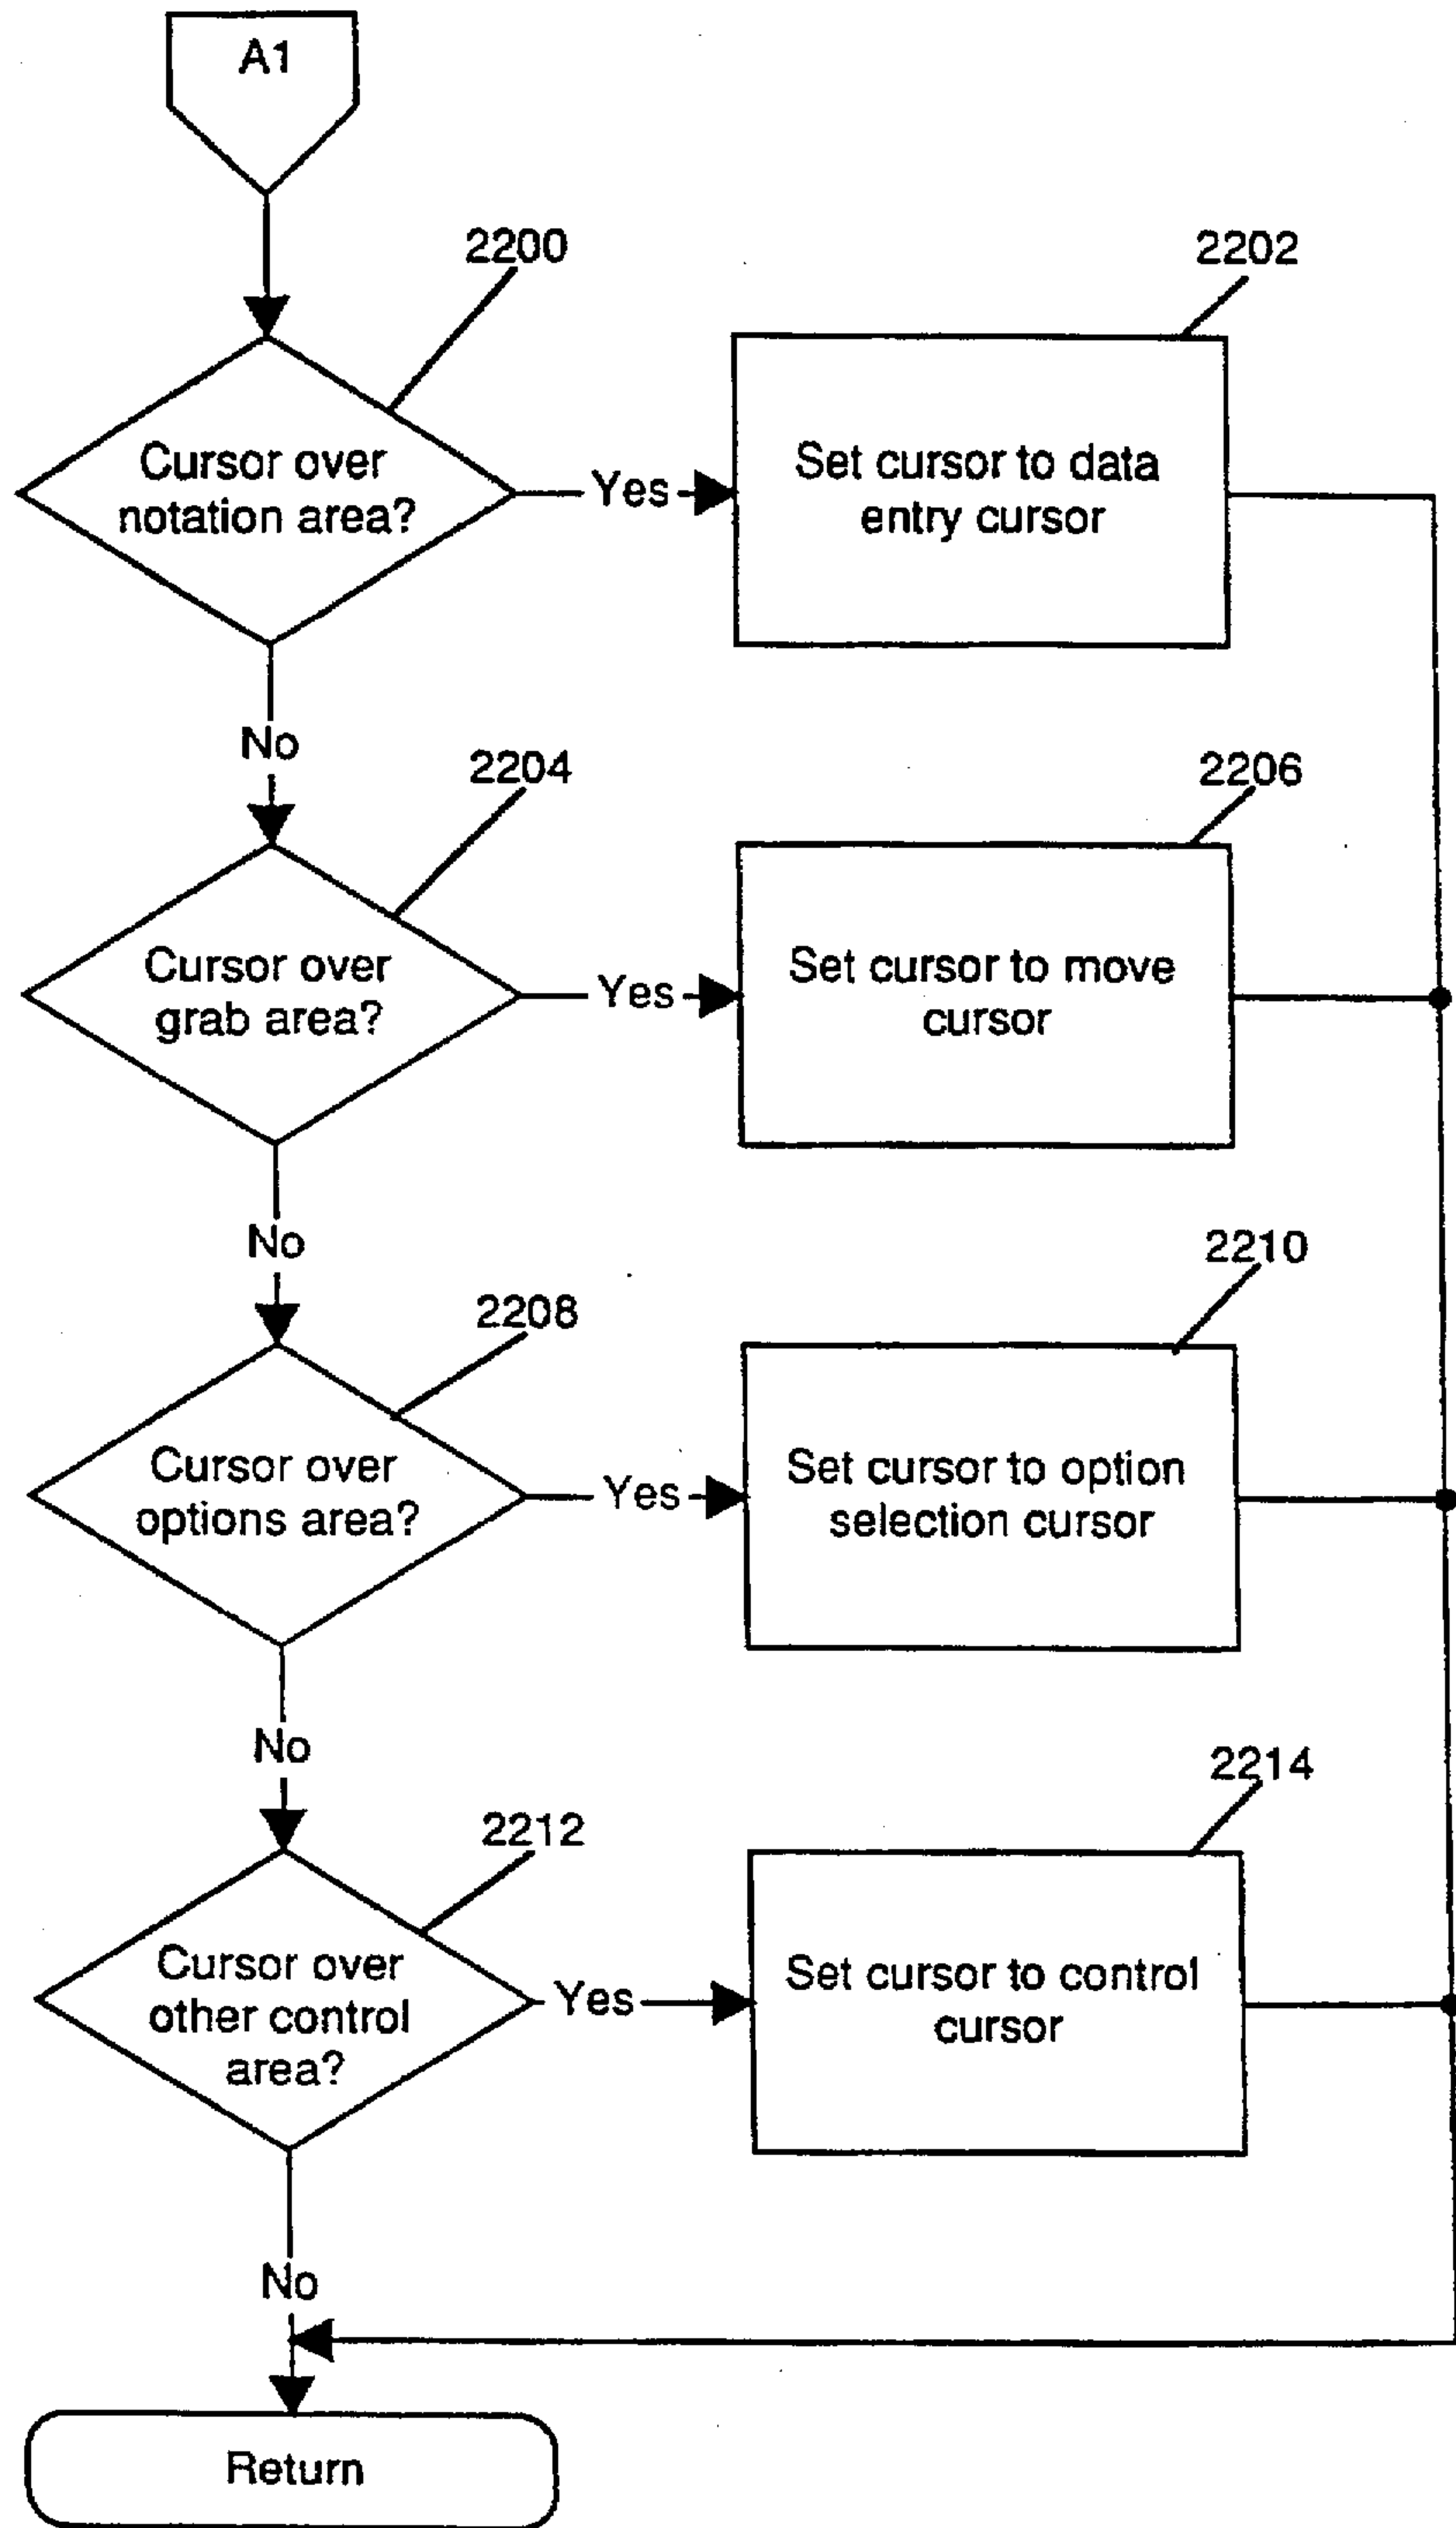 A1
2200
2202
Cursor over
notation area?
Yes
Set cursor to data
entry cursor
No
2204
2206
Cursor over
grab area?
Yes
Set cursor to move
cursor
No
2208
2210
Cursor over
options area?
Yes
Set cursor to option
selection cursor
No
2212
2214
Cursor over
other control
area?
Yes
Set cursor to control
cursor
No
Return